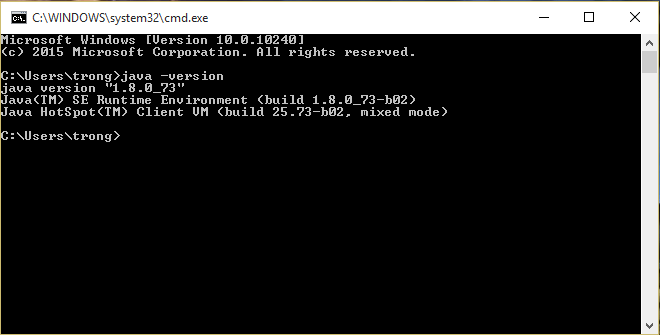 C:\WINDOWS\system32\cmd.exe
Microsoft Windows [Version 10.0.10240]
(c) 2015 Microsoft Corporation. All rights reserved.
C:\Users\trong>java -version
java version "1.8.0_73"
Java(TM) SE Runtime Environment (build 1.8.0_73-b02)
Java HotSpot(TM) Client VM (build 25.73-b02, mixed mode)
C:\Users\trong>